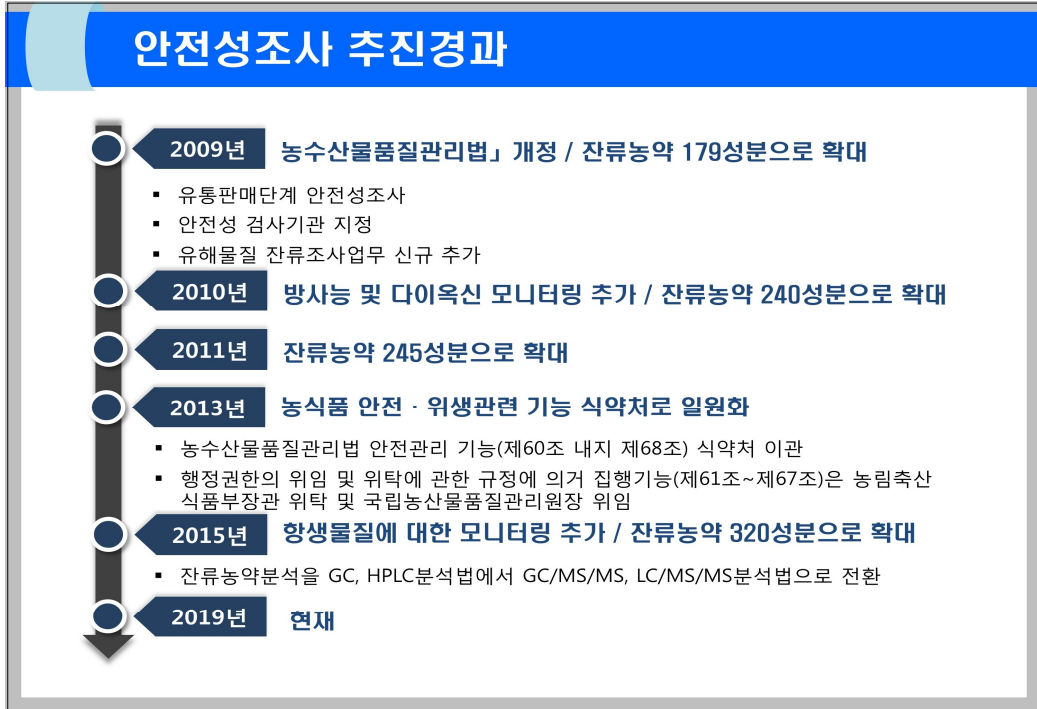 안전성조사 추진경과
2009년
농수산물품질관리법」 개정 / 잔류농약 179성분으로 확대
▪ 유통판매단계 안전성조사
▪ 안전성 검사기관 지정
▪ 유해물질 잔류조사업무 신규 추가
2010년
방사능 및 다이옥신 모니터링 추가 / 잔류농약 240성분으로 확대
2011년
잔류농약 245성분으로 확대
2013년
농식품 안전 · 위생관련 기능 식약처로 일원화
▪ 농수산물품질관리법 안전관리 기능(제60조 내지 제68조) 식약처 이관
▪ 행정권한의 위임 및 위탁에 관한 규정에 의거 집행기능(제61조~제67조)은 농림축산
식품부장관 위탁 및 국립농산물품질관리원장 위임
2015년
항생물질에 대한 모니터링 추가 / 잔류농약 320성분으로 확대
▪ 잔류농약분석을 GC, HPLC분석법에서 GC/MS/MS, LC/MS/MS분석법으로 전환
2019년
현재